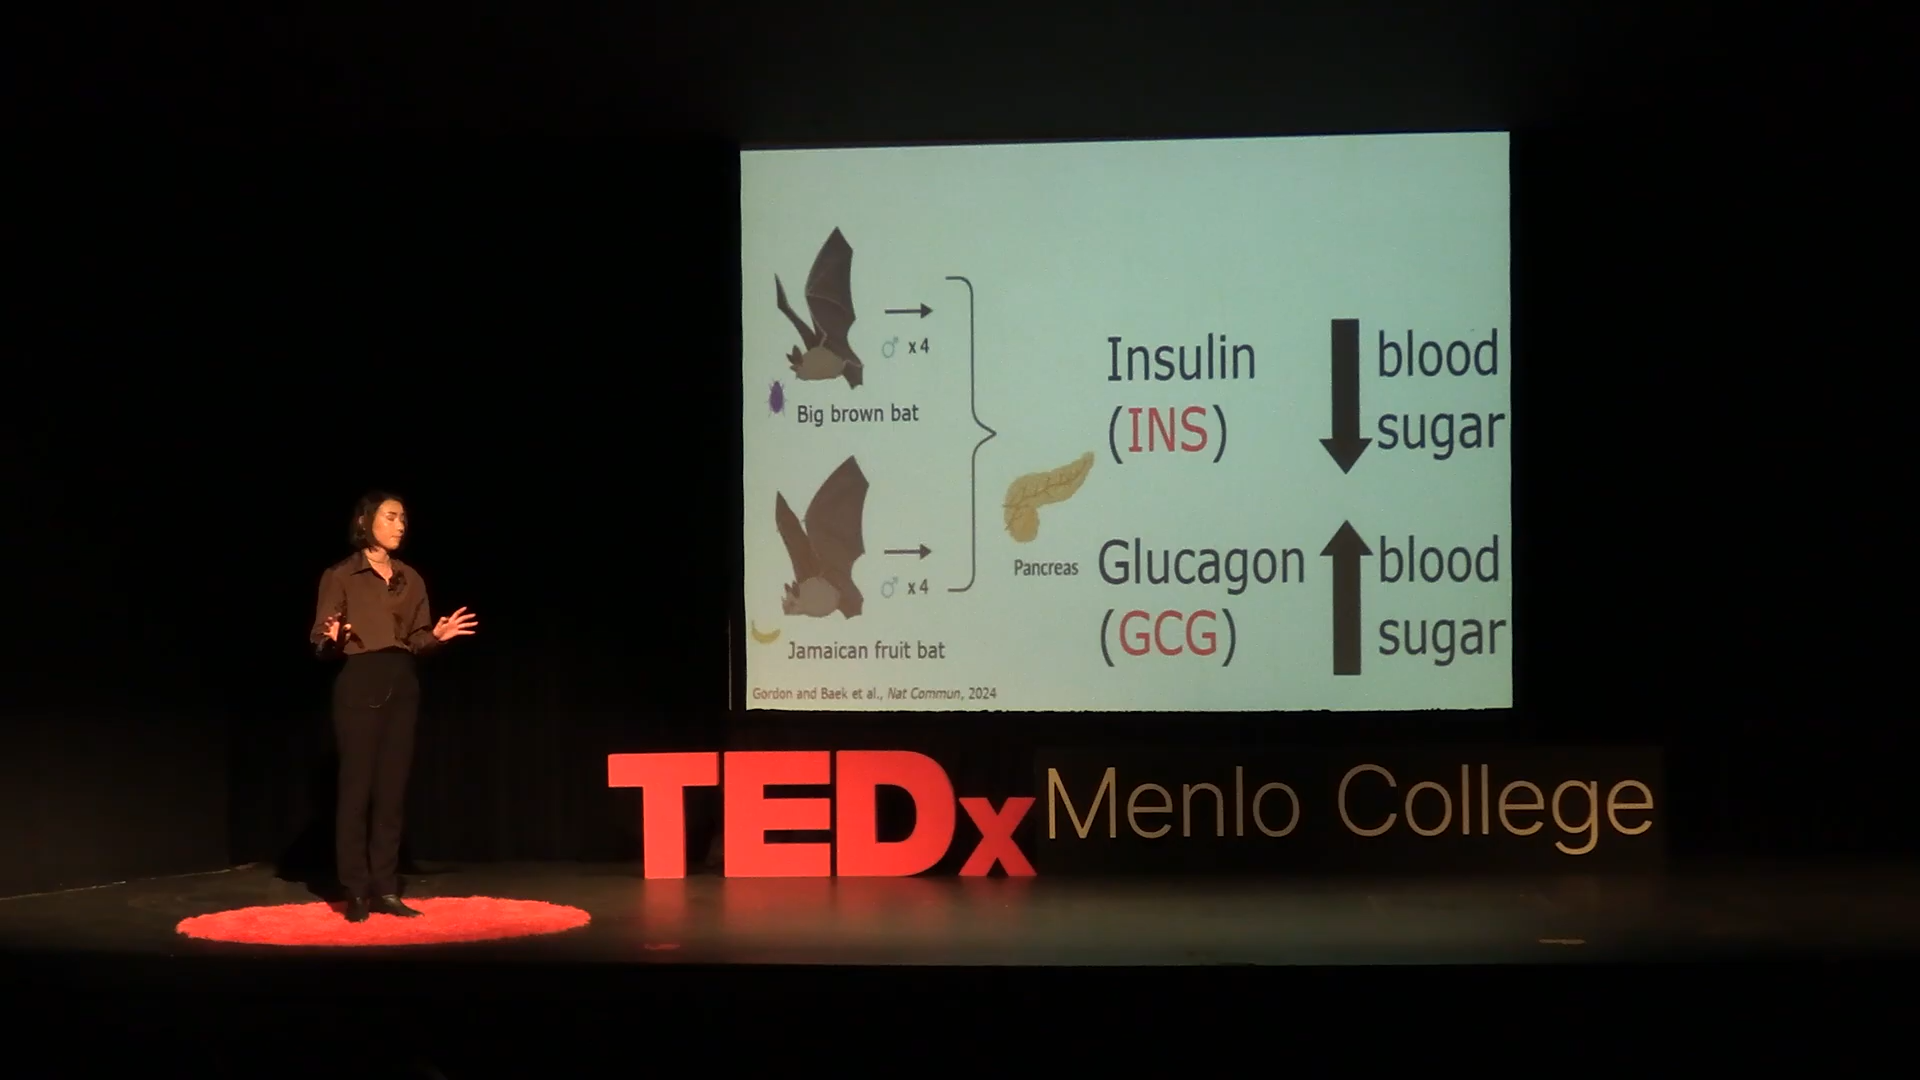 ♂ x4
Big brown bat
♂ x4
Jamaican fruit bat
Gordon and Baek et al., Nat Commun, 2024
Pancreas
Insulin
(INS)
blood
sugar
Glucagon
(GCG)
blood
sugar
TEDx Menlo College